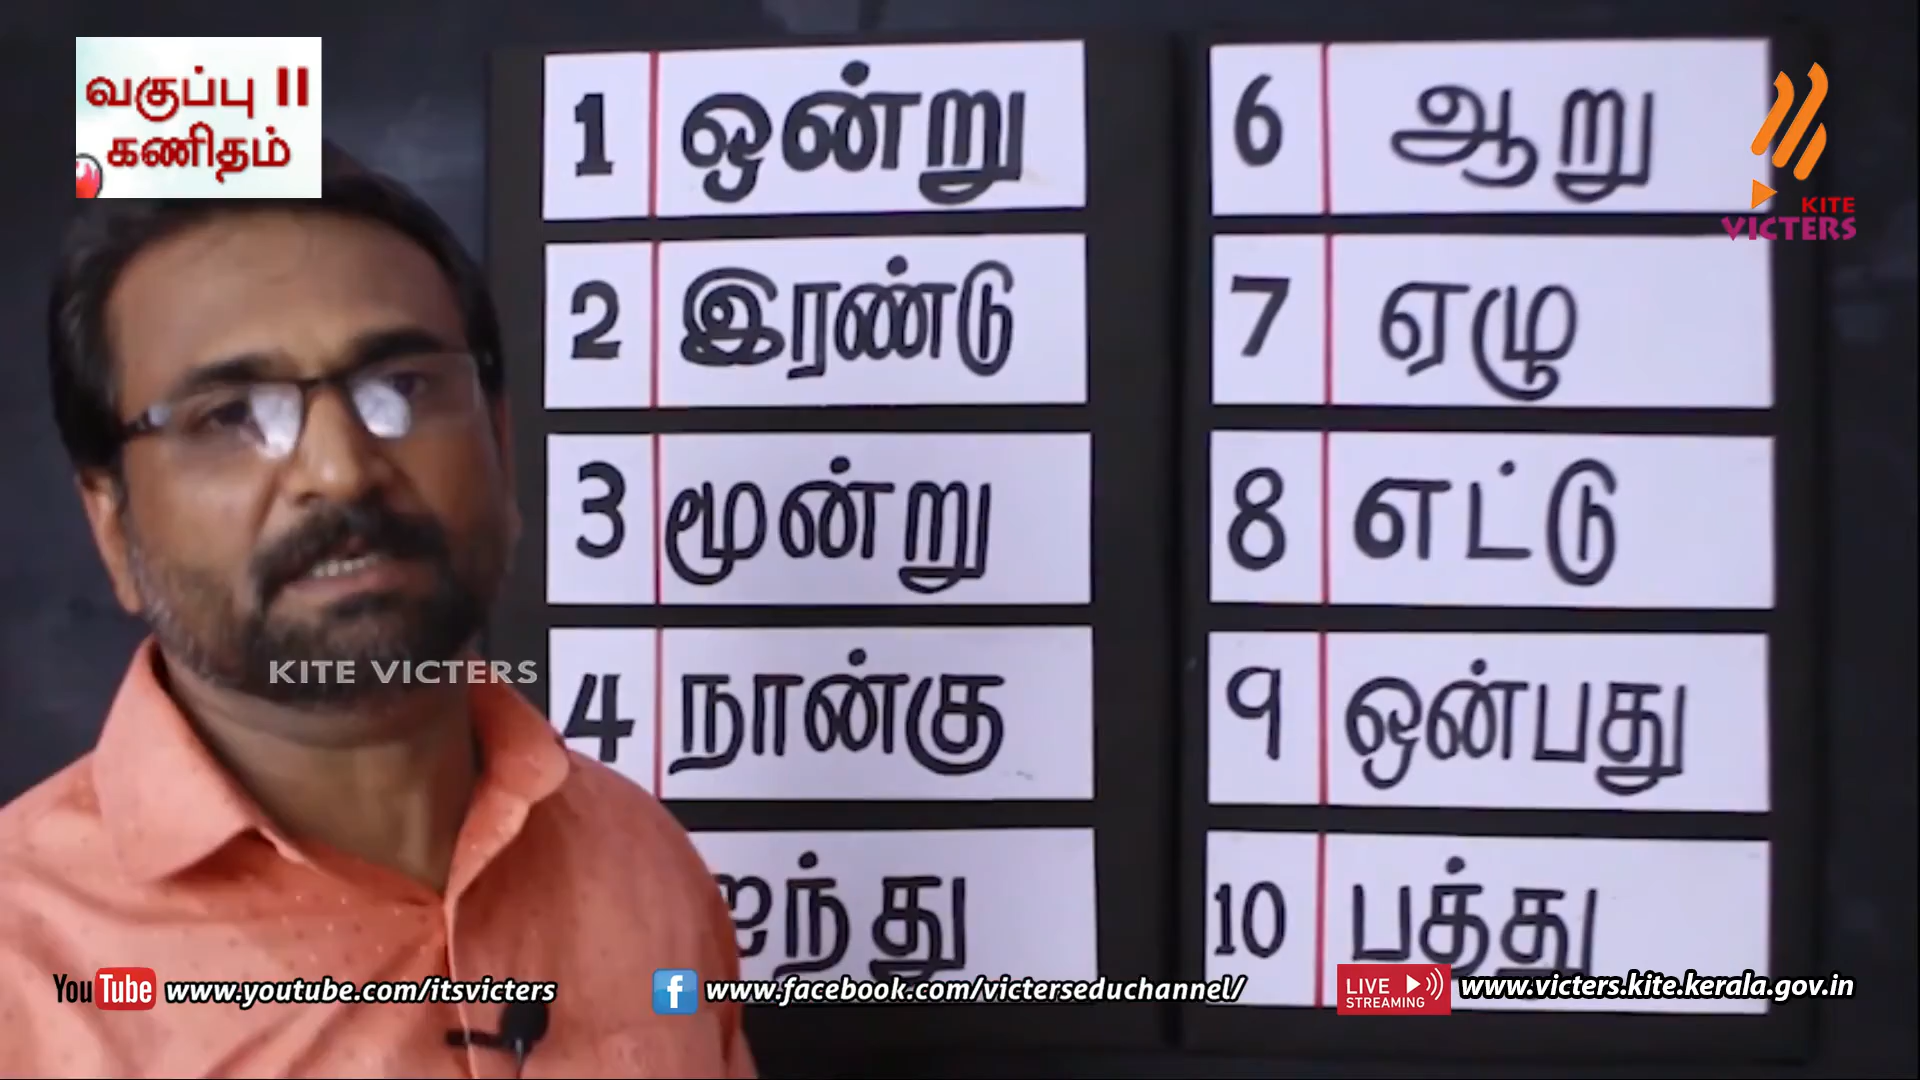 வகுப்பு II
கணிதம்
1 ஒன்று
2 இரண்டு
3 மூன்று
4 நான்கு
ஐந்து
6 ஆறு
7 ஏழு
8 எட்டு
9 ஒன்பது
10 பத்து
KITE
VICTERS
KITE VICTERS
YouTube www.youtube.com/itsvicters
f www.facebook.com/victerseduchannel/
LIVE STREAMING www.victers.kite.kerala.gov.in